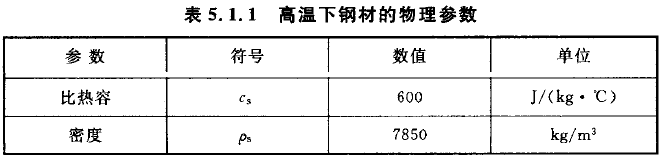 表 5.1.1 高温下钢材的物理参数
参数 符号 数值 单位
比热容 cₛ 600 J/(kg·℃)
密度 ρₛ 7850 kg/m³